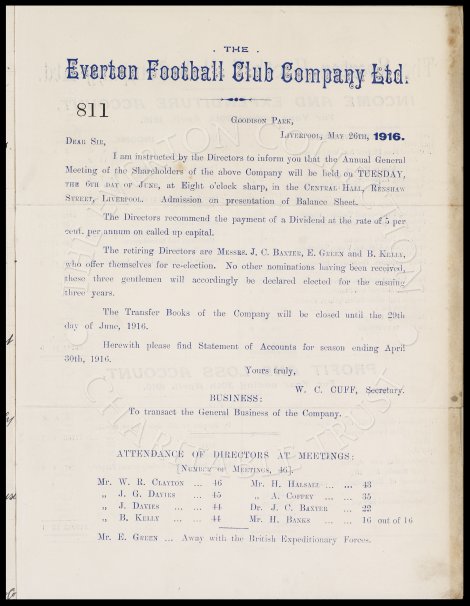 . THE .
Everton Football Club Company Ltd.
811
GOODISON PARK,
LIVERPOOL, MAY 26TH, 1916.
DEAR SIR,
I am instructed by the Directors to inform you that the Annual General
Meeting of the Shareholders of the above Company will be held on TUESDAY,
THE 6TH DAY OF JUNE, at Eight o'clock sharp, in the CENTRAL HALL, RENSHAW
STREET, LIVERPOOL. Admission on presentation of Balance Sheet.
The Directors recommend the payment of a Dividend at the rate of 5 per
cent. per annum on called up capital.
The retiring Directors are MESSRS. J. C. BAXTER, E. GREEN and B. KELLY,
who offer themselves for re-election. No other nominations having been received,
these three gentlemen will accordingly be declared elected for the ensuing
three years.
The Transfer Books of the Company will be closed until the 29th
day of June, 1916.
Herewith please find Statement of Accounts for season ending April
30th, 1916.
Yours truly,
W. C. CUFF, Secretary.
BUSINESS:
To transact the General Business of the Company.
ATTENDANCE OF DIRECTORS AT MEETINGS:
[NUMBER OF MEETINGS, 46].
Mr. W. R. CLAYTON ... 46 Mr. H. HALSALL ... ... 43
„ J. G. DAVIES ... 45 „ A. COFFEY ... ... 35
„ J. DAVIES ... ... 44 Dr. J. C. BAXTER ... 22
„ B. KELLY ... ... 44 Mr. H. BANKS ... ... 16 out of 16
Mr. E. GREEN ... Away with the British Expeditionary Forces.
EVERTON COLLECTION
CHARITABLE TRUST